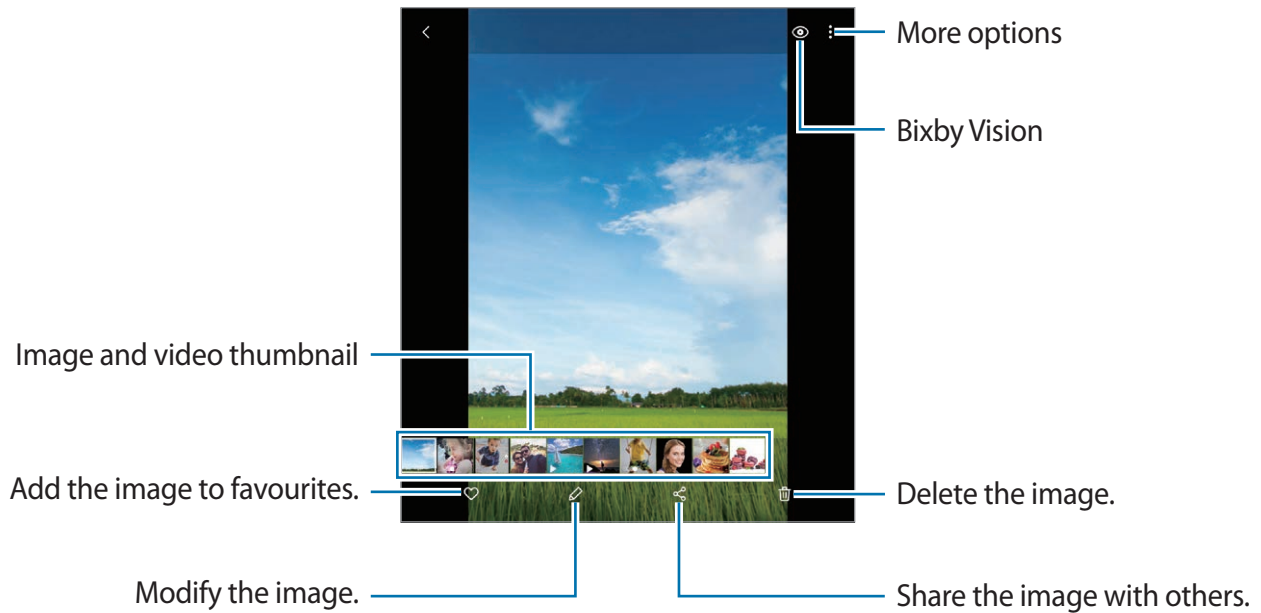 More options
Bixby Vision
Image and video thumbnail
Add the image to favourites.
Delete the image.
Modify the image.
Share the image with others.